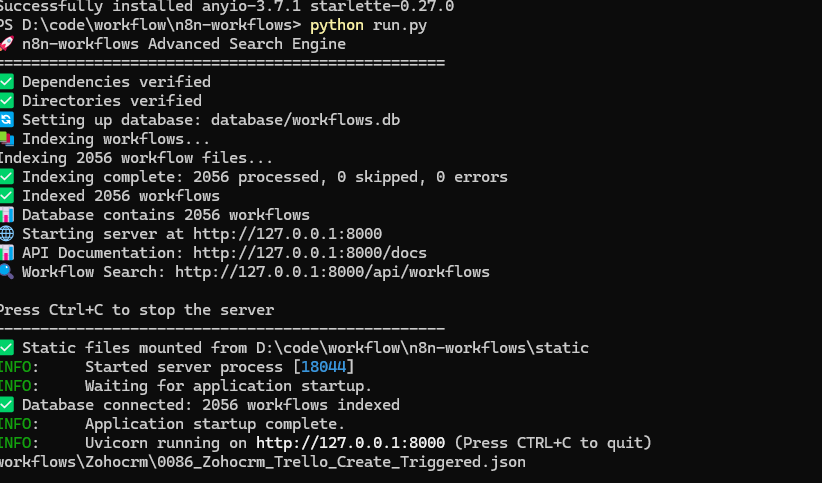 Successfully installed anyio-3.7.1 starlette-0.27.0
PS D:\code\workflow\n8n-workflows> python run.py
🚀 n8n-workflows Advanced Search Engine
==================================================
✅ Dependencies verified
✅ Directories verified
🔄 Setting up database: database/workflows.db
📚 Indexing workflows...
Indexing 2056 workflow files...
✅ Indexing complete: 2056 processed, 0 skipped, 0 errors
✅ Indexed 2056 workflows
📊 Database contains 2056 workflows
🌐 Starting server at http://127.0.0.1:8000
📊 API Documentation: http://127.0.0.1:8000/docs
🔍 Workflow Search: http://127.0.0.1:8000/api/workflows
Press Ctrl+C to stop the server
==================================================
✅ Static files mounted from D:\code\workflow\n8n-workflows\static
INFO:     Started server process [18044]
INFO:     Waiting for application startup.
✅ Database connected: 2056 workflows indexed
INFO:     Application startup complete.
INFO:     Uvicorn running on http://127.0.0.1:8000 (Press CTRL+C to quit)
workflows\Zohocrm\0086_Zohocrm_Trello_Create_Triggered.json